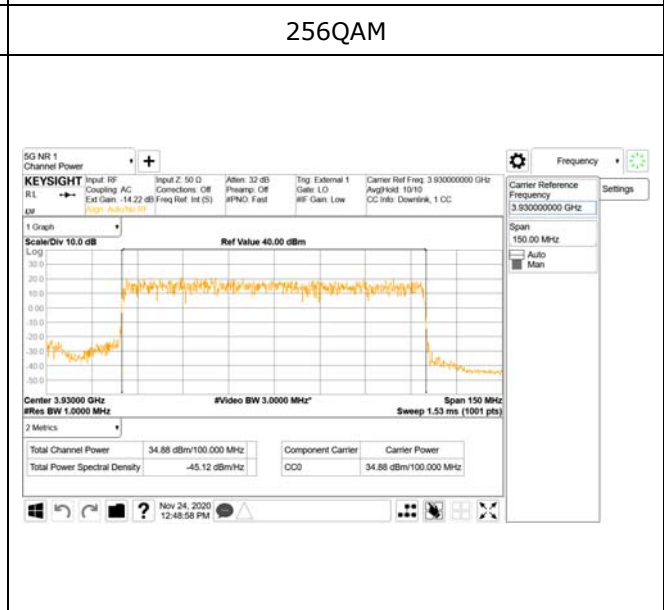 256QAM
5G NR 1
Channel Power
+
Frequency
KEYSIGHT
RL
Input: RF
Coupling: AC
Ext Gain: -14.22 dB
Align: Auto/No RF
Input Z: 50 Ω
Corrections: Off
Freq Ref: Int (S)
Atten: 32 dB
Preamp: Off
#PNO: Fast
Trig: External 1
Gate: LO
#IF Gain: Low
Carrier Ref Freq: 3.930000000 GHz
Avg|Hold: 10/10
CC Info: Downlink, 1 CC
Carrier Reference
Frequency
3.930000000 GHz
Settings
Span
150.00 MHz
Auto
Man
1 Graph
Scale/Div 10.0 dB
Ref Value 40.00 dBm
Log
30.0
20.0
10.0
0.00
-10.0
-20.0
-30.0
-40.0
-50.0
Center 3.93000 GHz
#Video BW 3.0000 MHz*
Span 150 MHz
#Res BW 1.0000 MHz
Sweep 1.53 ms (1001 pts)
2 Metrics
Total Channel Power 34.88 dBm/100.000 MHz
Total Power Spectral Density -45.12 dBm/Hz
Component Carrier Carrier Power
CC0 34.88 dBm/100.000 MHz
?
Nov 24, 2020
12:48:58 PM